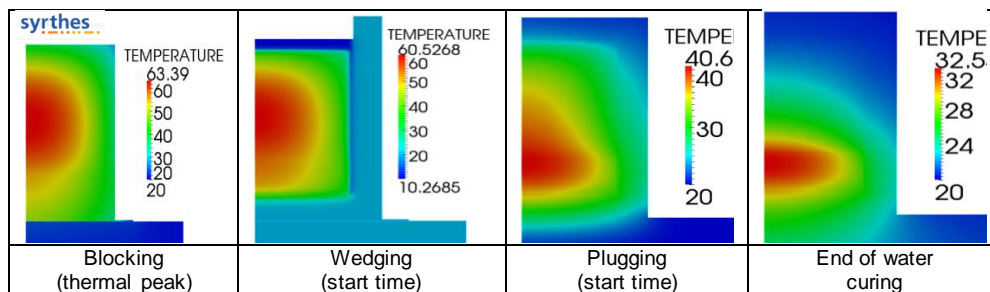 syrthes
TEMPERATURE
63.39
60
50
40
30
20
20
Blocking
(thermal peak)
TEMPERATURE
60.5268
60
50
40
30
20
10.2685
Wedging
(start time)
TEMPE
40.6
40
30
20
Plugging
(start time)
TEMPE
32.5
32
28
24
20
End of water
curing